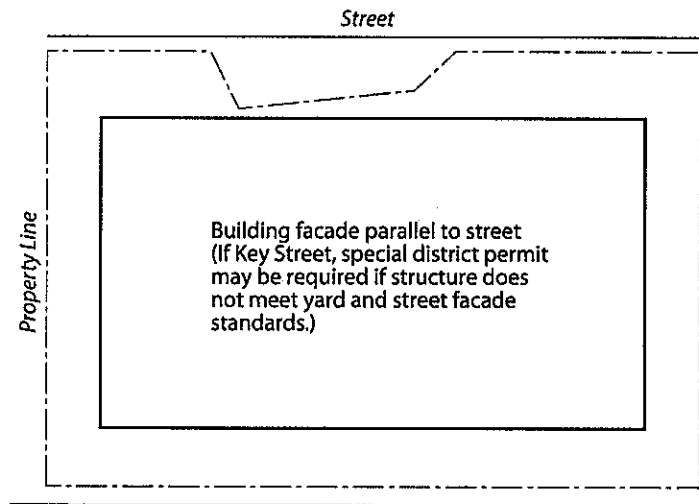 Street
Property Line
Building facade parallel to street
(If Key Street, special district permit
may be required if structure does
not meet yard and street facade
standards.)